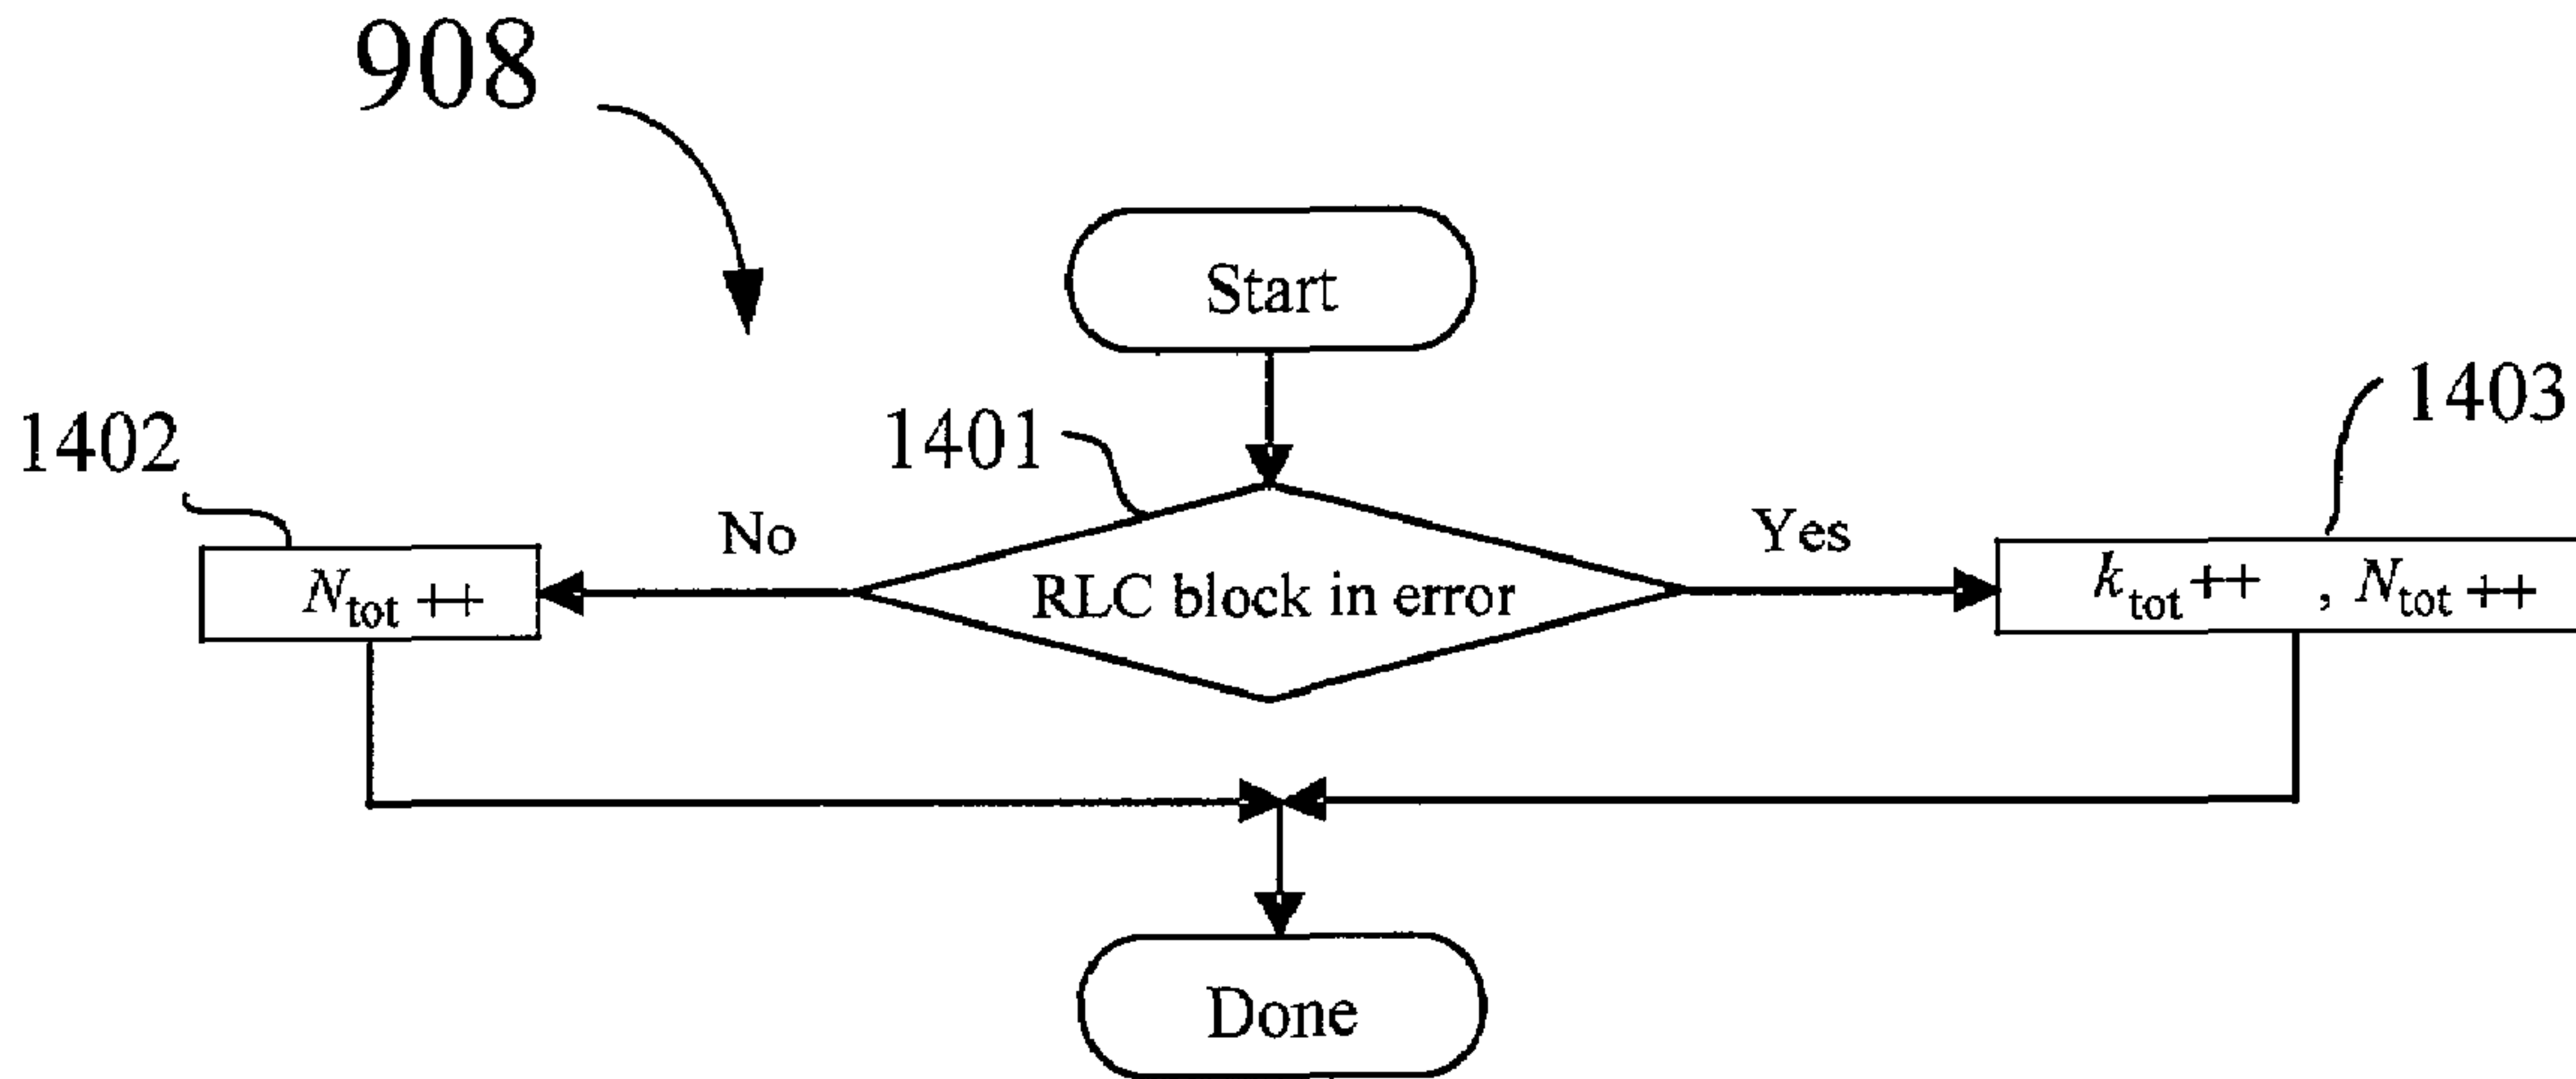 908
Start
1403
1402
1401
No
Yes
N_tot ++
RLC block in error
k_tot ++ , N_tot ++
Done